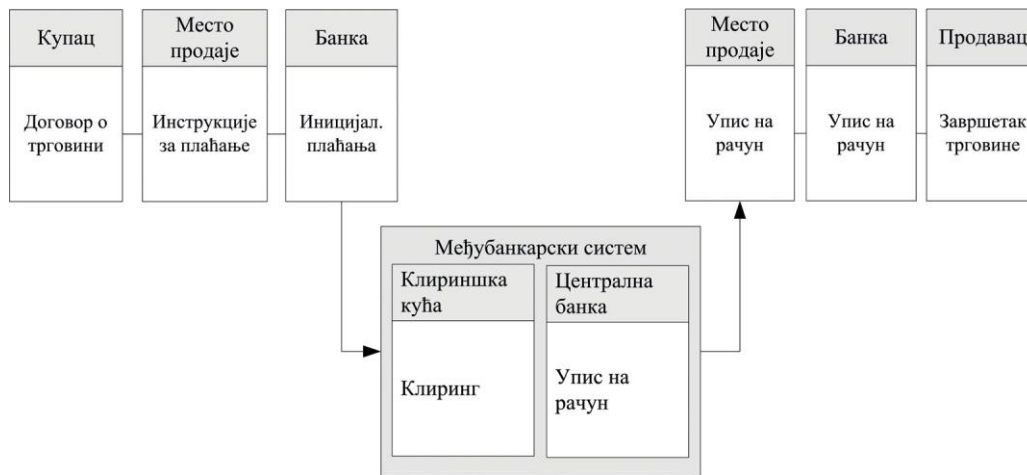 Купац
Договор о
трговини
Место
продаје
Инструкције
за плаћање
Банка
Иницијал.
плаћања
Међубанкарски систем
Клириншка
кућа
Клиринг
Централна
банка
Упис на
рачун
Место
продаје
Упис на
рачун
Банка
Упис на
рачун
Продавац
Завршетак
трговине